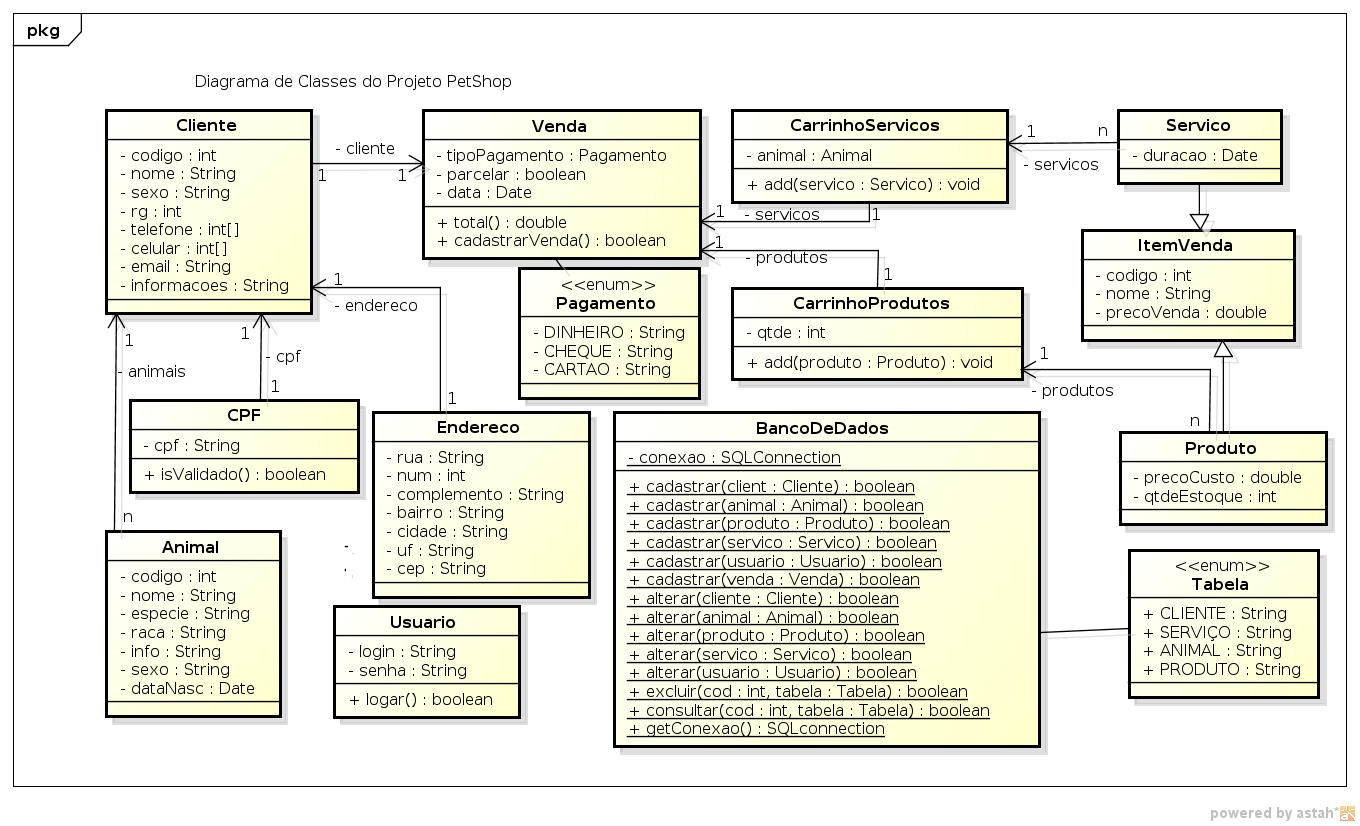 pkg
Diagrama de Classes do Projeto PetShop
Cliente
- codigo : int
- nome : String
- sexo : String
- rg : int
- telefone : int[]
- celular : int[]
- email : String
- informacoes : String
- cliente
1
1
Venda
- tipoPagamento : Pagamento
- parcelar : boolean
- data : Date
+ total() : double
+ cadastrarVenda() : boolean
CarrinhoServicos
- animal : Animal
+ add(servico : Servico) : void
1
n
- servicos
Servico
- duracao : Date
1
- servicos
1
1
- produtos
1
ItemVenda
- codigo : int
- nome : String
- precoVenda : double
<<enum>>
Pagamento
- DINHEIRO : String
- CHEQUE : String
- CARTAO : String
CarrinhoProdutos
- qtde : int
+ add(produto : Produto) : void
1
- produtos
n
1
- endereco
1
1
- animais
n
1
- cpf
1
CPF
- cpf : String
+ isValidado() : boolean
Endereco
- rua : String
- num : int
- complemento : String
- bairro : String
- cidade : String
- uf : String
- cep : String
BancoDeDados
- conexao : SQLConnection
+ cadastrar(client : Cliente) : boolean
+ cadastrar(animal : Animal) : boolean
+ cadastrar(produto : Produto) : boolean
+ cadastrar(servico : Servico) : boolean
+ cadastrar(usuario : Usuario) : boolean
+ cadastrar(venda : Venda) : boolean
+ alterar(cliente : Cliente) : boolean
+ alterar(animal : Animal) : boolean
+ alterar(produto : Produto) : boolean
+ alterar(servico : Servico) : boolean
+ alterar(usuario : Usuario) : boolean
+ excluir(cod : int, tabela : Tabela) : boolean
+ consultar(cod : int, tabela : Tabela) : boolean
+ getConexao() : SQLconnection
Produto
- precoCusto : double
- qtdeEstoque : int
Animal
- codigo : int
- nome : String
- especie : String
- raca : String
- info : String
- sexo : String
- dataNasc : Date
Usuario
- login : String
- senha : String
+ logar() : boolean
<<enum>>
Tabela
+ CLIENTE : String
+ SERVIÇO : String
+ ANIMAL : String
+ PRODUTO : String
powered by astah*